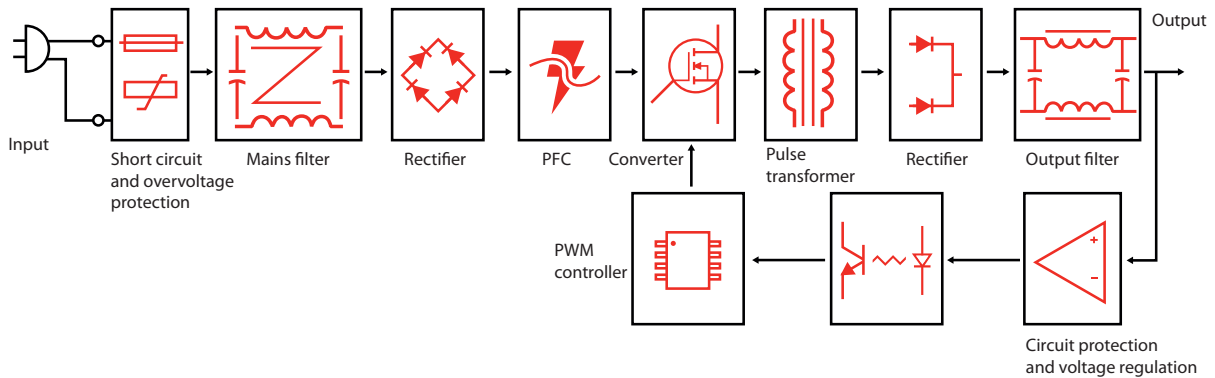 Output
Input
Short circuit
and overvoltage
protection
Mains filter
Rectifier
PFC
Converter
Pulse
transformer
Rectifier
Output filter
PWM
controller
+
-
Circuit protection
and voltage regulation